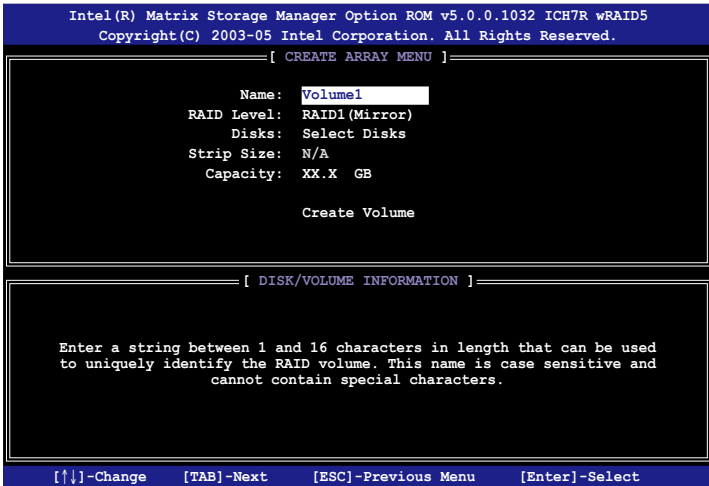 Intel(R) Matrix Storage Manager Option ROM v5.0.0.1032 ICH7R wRAID5
Copyright(C) 2003-05 Intel Corporation. All Rights Reserved.
[ CREATE ARRAY MENU ]
Name: Volume1
RAID Level: RAID1(Mirror)
Disks: Select Disks
Strip Size: N/A
Capacity: XX.X GB
Create Volume
[ DISK/VOLUME INFORMATION ]
Enter a string between 1 and 16 characters in length that can be used
to uniquely identify the RAID volume. This name is case sensitive and
cannot contain special characters.
[↑↓]-Change [TAB]-Next [ESC]-Previous Menu [Enter]-Select